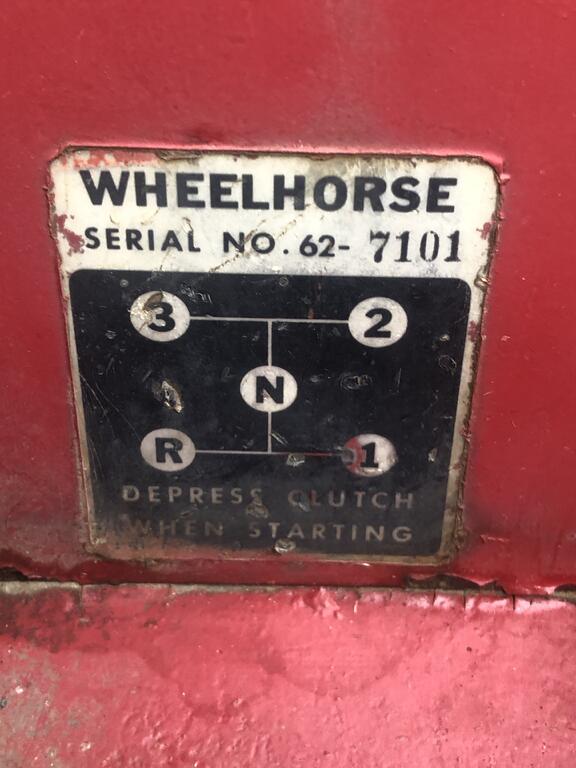 WHEELHORSE
SERIAL NO. 62- 7101
3 2
N
R 1
DEPRESS CLUTCH
WHEN STARTING